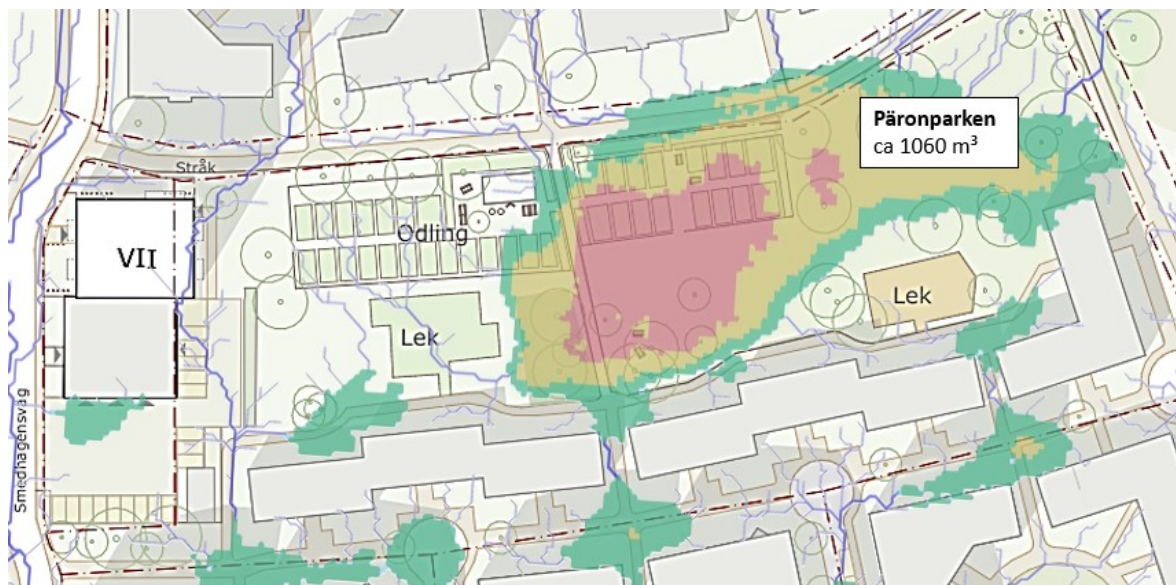 Päronparken
ca 1060 m³
Stråk
Odling
VII
Lek
Lek
Smedhagensväg